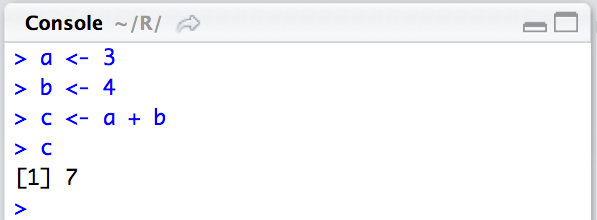 Console ~/R/
> a <- 3
> b <- 4
> c <- a + b
> c
[1] 7
>